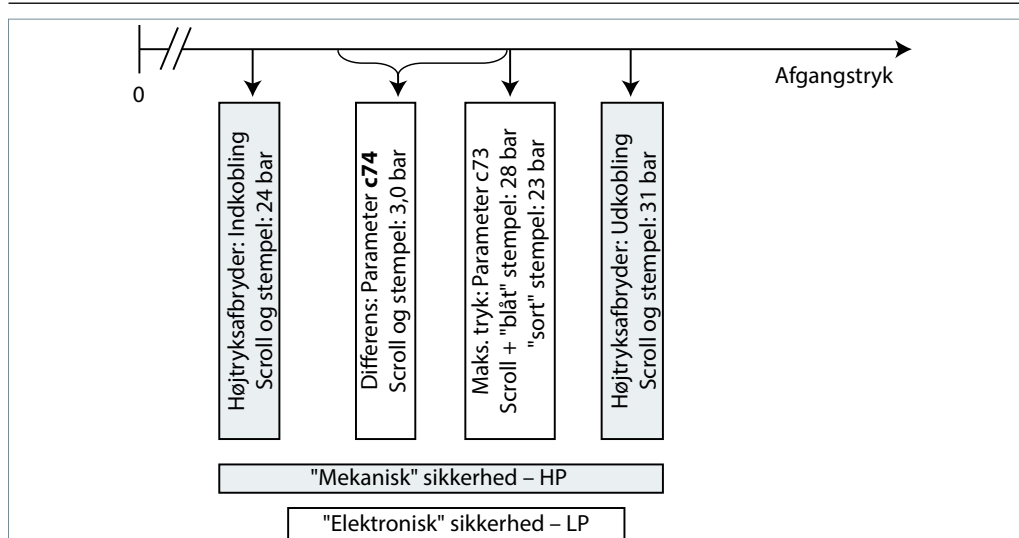 Afgangstryk
0
Højtryksafbryder: Indkobling
Scroll og stempel: 24 bar
Differens: Parameter c74
Scroll og stempel: 3,0 bar
Maks. tryk: Parameter c73
Scroll + "blåt" stempel: 28 bar
"sort" stempel: 23 bar
Højtryksafbryder: Udkobling
Scroll og stempel: 31 bar
"Mekanisk" sikkerhed – HP
"Elektronisk" sikkerhed – LP